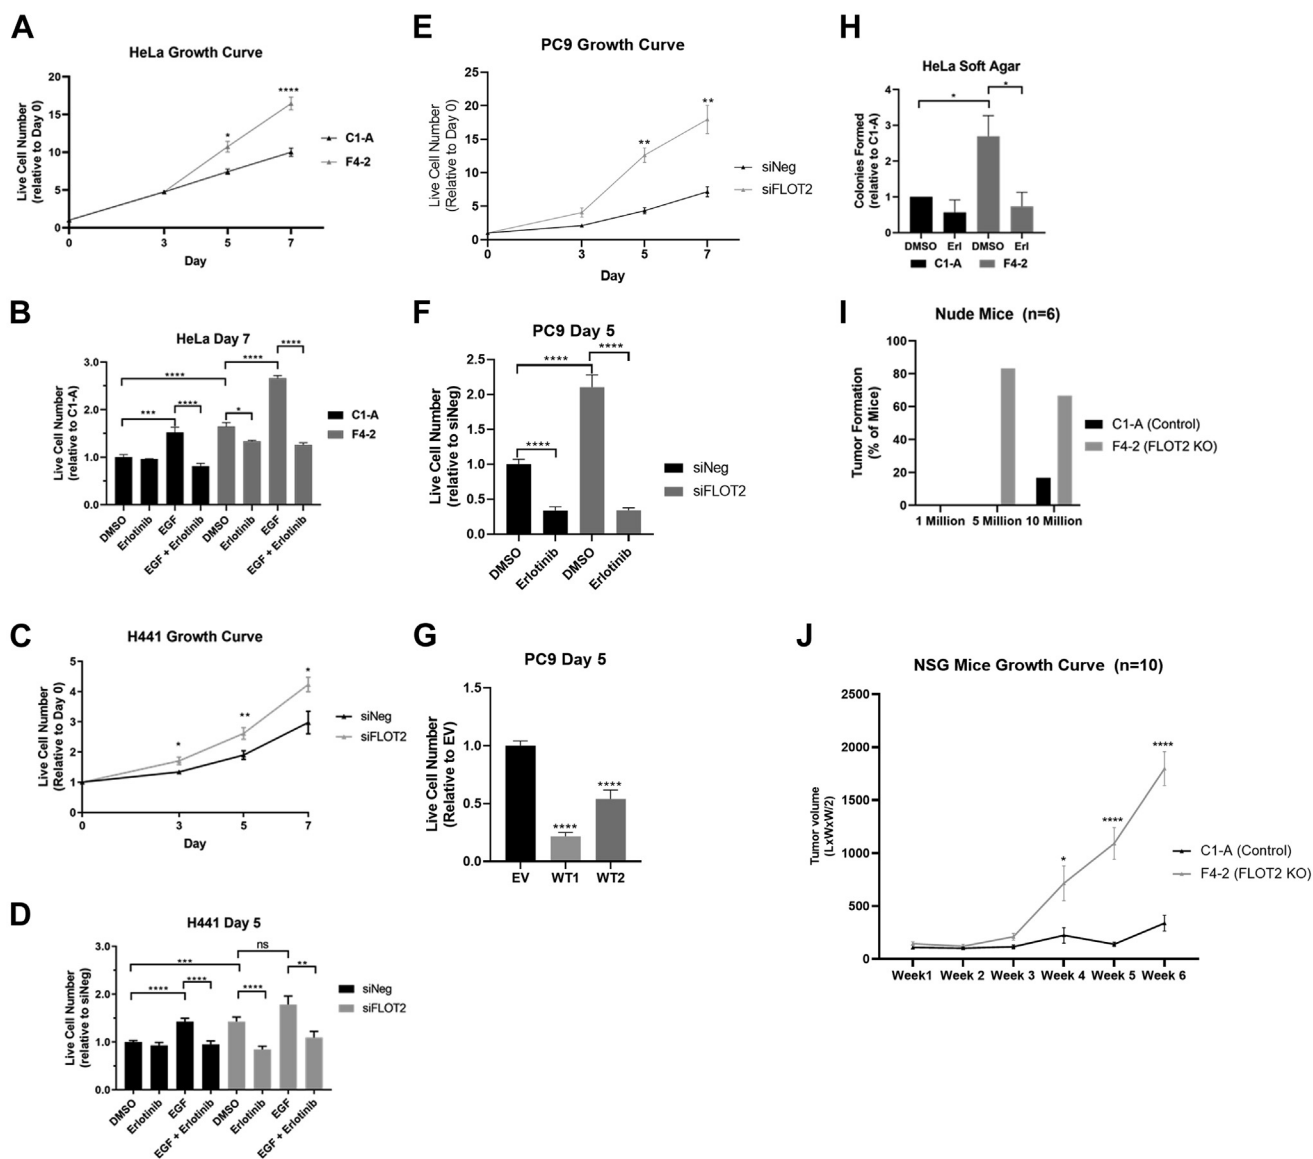 A
HeLa Growth Curve
Live Cell Number
(relative to Day 0)
20
15
10
5
0
0
3
5
7
Day
*
****
C1-A
F4-2
B
HeLa Day 7
Live Cell Number
(relative to C1-A)
3.0
2.0
1.0
0.0
***
****
****
*
****
****
DMSO
Erlotinib
EGF
EGF + Erlotinib
DMSO
Erlotinib
EGF
EGF + Erlotinib
C1-A
F4-2
C
H441 Growth Curve
Live Cell Number
(Relative to Day 0)
5
4
3
2
1
0
0
3
5
7
Day
*
**
*
siNeg
siFLOT2
D
H441 Day 5
Live Cell Number
(relative to siNeg)
3.0
2.0
1.0
0.0
****
****
***
****
ns
**
DMSO
Erlotinib
EGF
EGF + Erlotinib
DMSO
Erlotinib
EGF
EGF + Erlotinib
siNeg
siFLOT2
E
PC9 Growth Curve
Live Cell Number
(Relative to Day 0)
25
20
15
10
5
0
0
3
5
7
Day
**
**
siNeg
siFLOT2
F
PC9 Day 5
Live Cell Number
(relative to siNeg)
2.5
2.0
1.5
1.0
0.5
0.0
****
****
****
DMSO
Erlotinib
DMSO
Erlotinib
siNeg
siFLOT2
G
PC9 Day 5
Live Cell Number
(Relative to EV)
1.5
1.0
0.5
0.0
****
****
EV
WT1
WT2
H
HeLa Soft Agar
Colonies Formed
(relative to C1-A)
4
3
2
1
0
*
*
DMSO
Erl
DMSO
Erl
C1-A
F4-2
I
Nude Mice (n=6)
Tumor Formation
(% of Mice)
100
80
60
40
20
0
1 Million
5 Million
10 Million
C1-A (Control)
F4-2 (FLOT2 KO)
J
NSG Mice Growth Curve (n=10)
Tumor volume
(LxWxW/2)
2500
2000
1500
1000
500
0
Week1
Week 2
Week 3
Week 4
Week 5
Week 6
*
****
****
C1-A (Control)
F4-2 (FLOT2 KO)